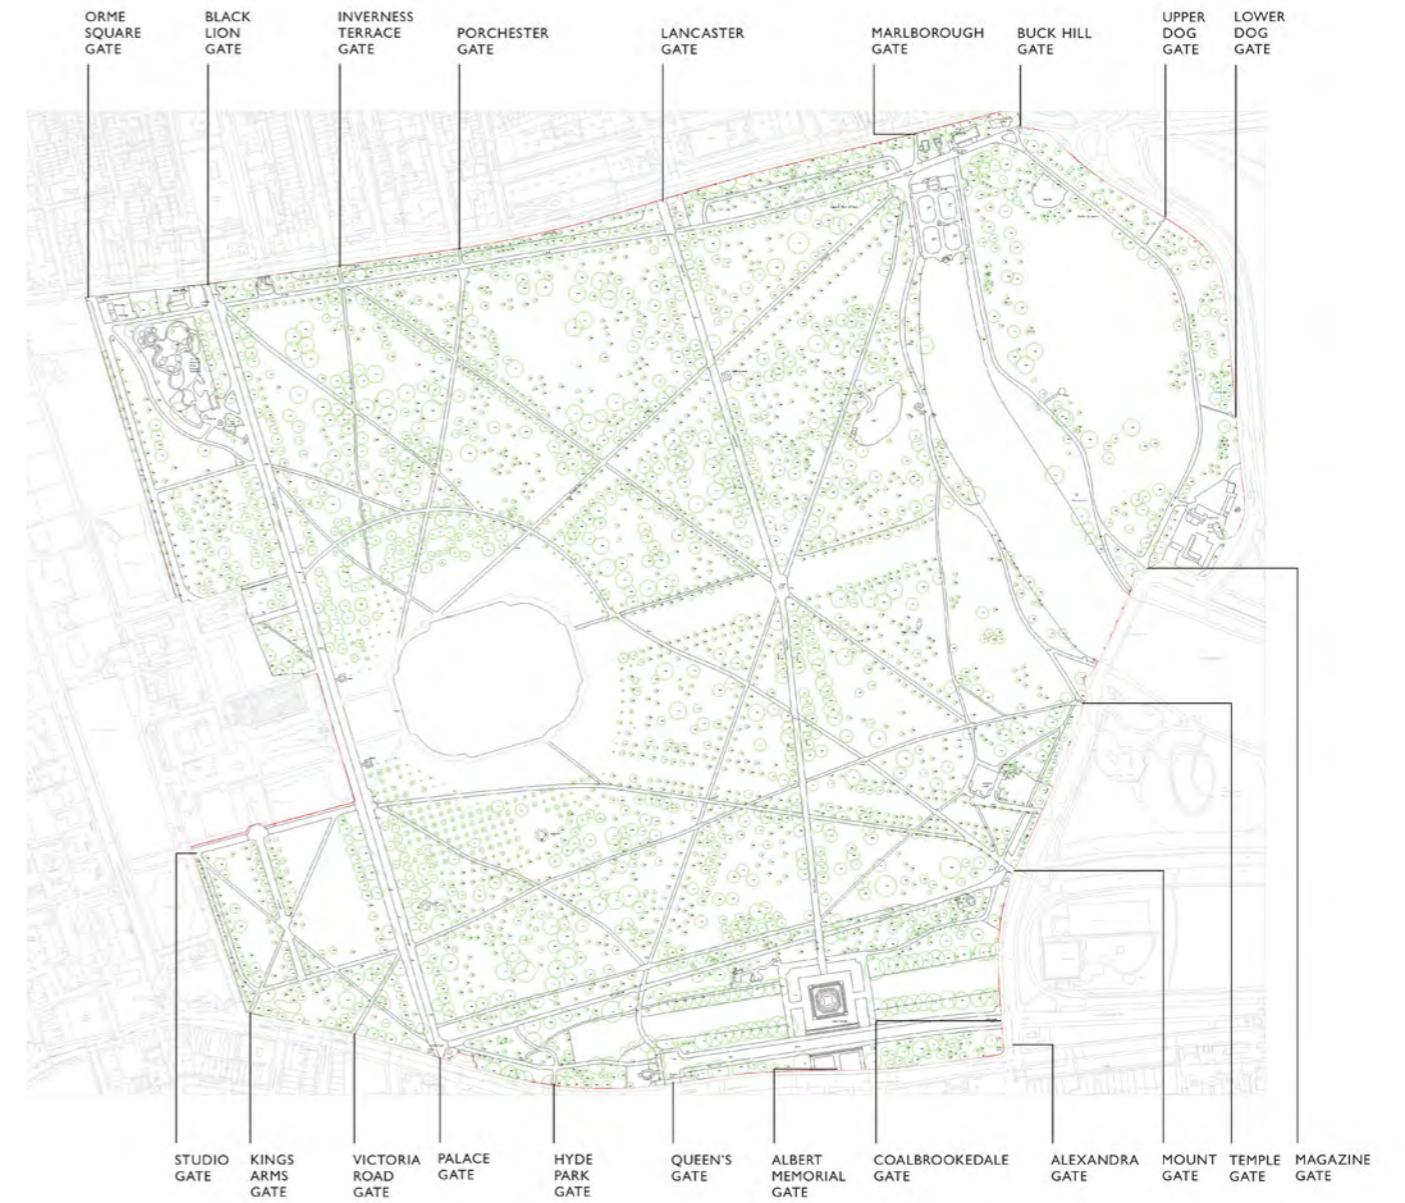 ORME
SQUARE
GATE
BLACK
LION
GATE
INVERNESS
TERRACE
GATE
PORCHESTER
GATE
LANCASTER
GATE
MARLBOROUGH
GATE
BUCK HILL
GATE
UPPER
DOG
GATE
LOWER
DOG
GATE
STUDIO
GATE
KINGS
ARMS
GATE
VICTORIA
ROAD
GATE
PALACE
GATE
HYDE
PARK
GATE
QUEEN'S
GATE
ALBERT
MEMORIAL
GATE
COALBROOKEDALE
GATE
ALEXANDRA
GATE
MOUNT
GATE
TEMPLE
GATE
MAGAZINE
GATE